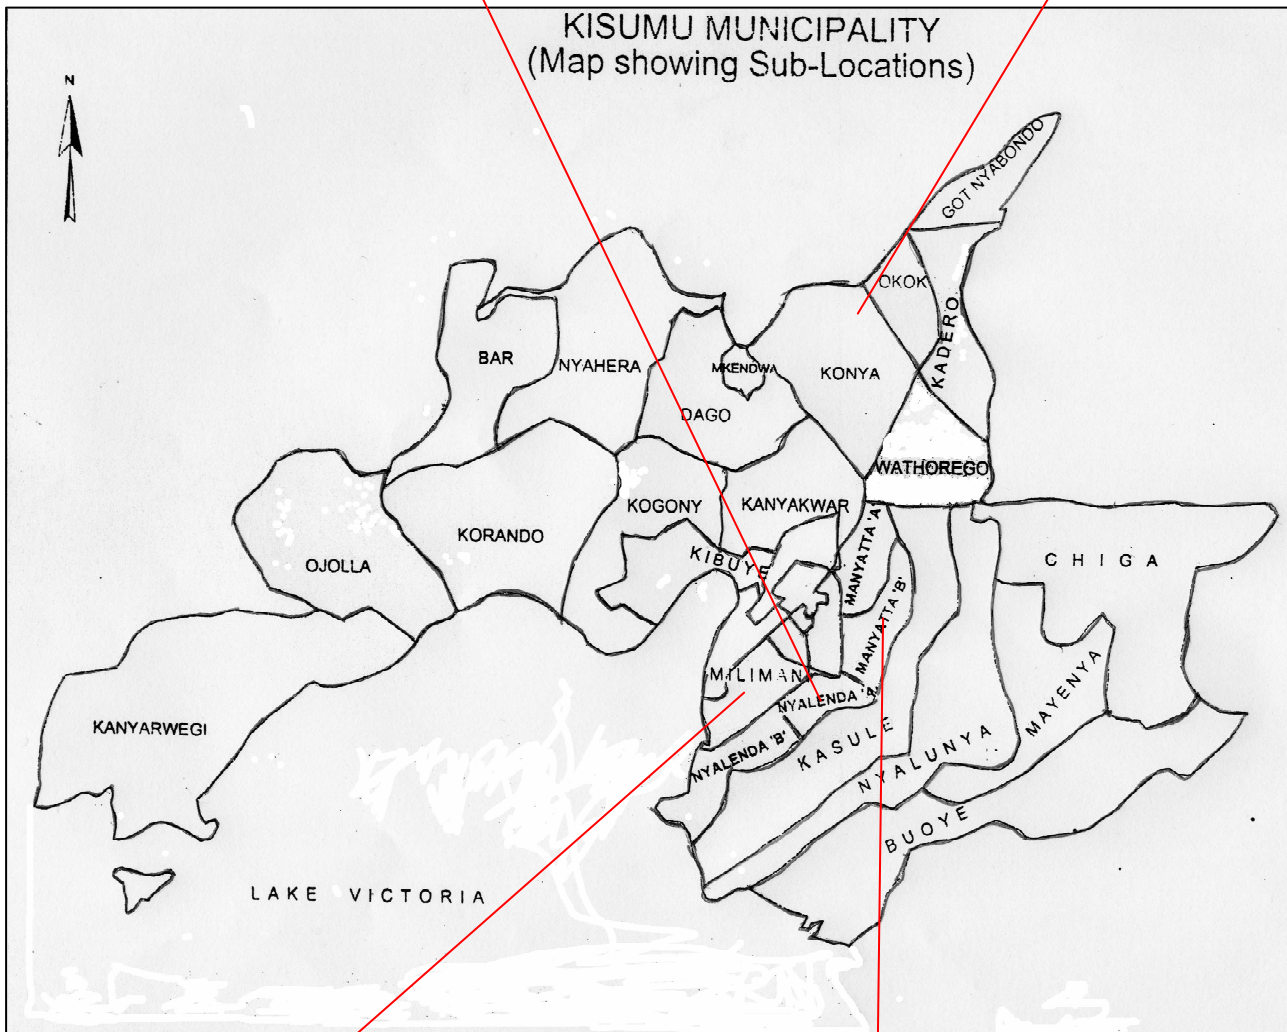 KISUMU MUNICIPALITY
(Map showing Sub-Locations)
N
GOT NYABONDO
OKOK
KADERO
BAR
NYAHERA
MKENDWA
KONYA
DAGO
WATHOREGO
KOGONY
KANYAKWAR
KORANDO
MANYATTA 'A'
KIBUYE
CHIGA
OJOLLA
MANYATTA 'B'
MILIMAN
MAYENYA
NYALENDA 'A'
KANYARWEGI
NYALENDA 'B'
KASULE
NYALUNYA
BUOYE
LAKE VICTORIA